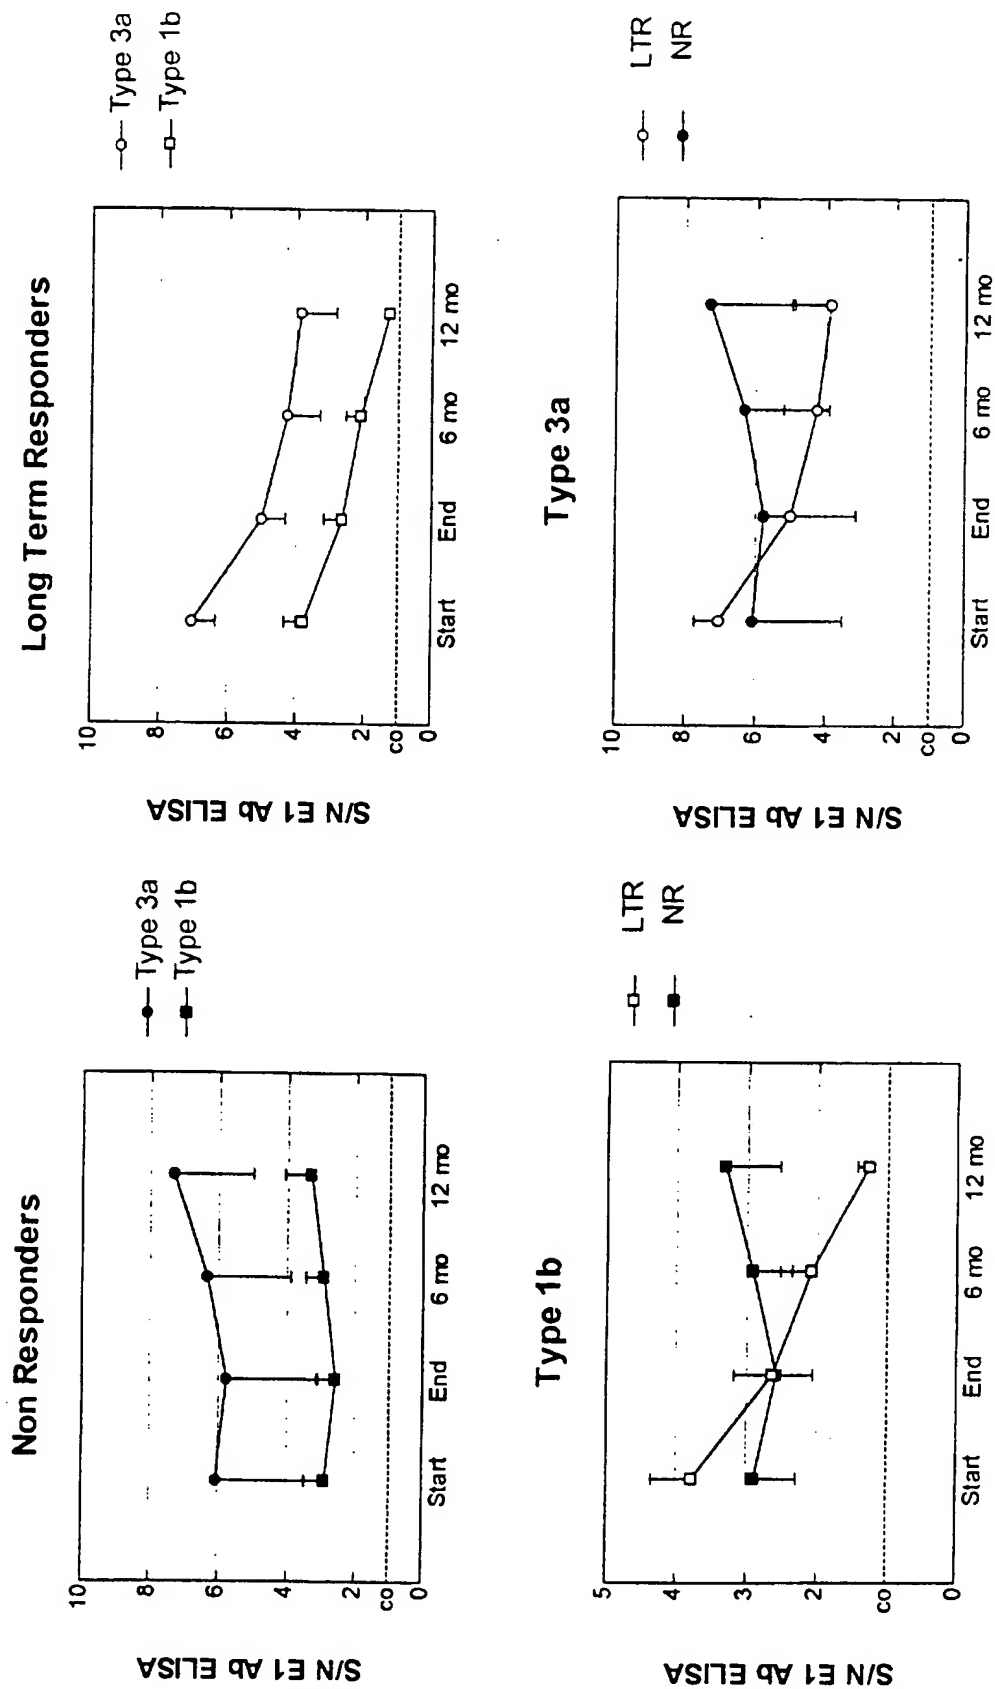 Non Responders
Type 3a
Type 1b
S/N E1 Ab ELISA
10
8
6
4
2
co
0
Start End 6 mo 12 mo
Long Term Responders
Type 3a
Type 1b
S/N E1 Ab ELISA
10
8
6
4
2
co
0
Start End 6 mo 12 mo
Type 1b
LTR
NR
S/N E1 Ab ELISA
5
4
3
2
co
0
Start End 6 mo 12 mo
Type 3a
LTR
NR
S/N E1 Ab ELISA
10
8
6
4
2
co
0
Start End 6 mo 12 mo